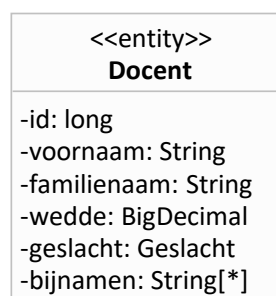 <<entity>>
Docent
-id: long
-voornaam: String
-familienaam: String
-wedde: BigDecimal
-geslacht: Geslacht
-bijnamen: String[*]